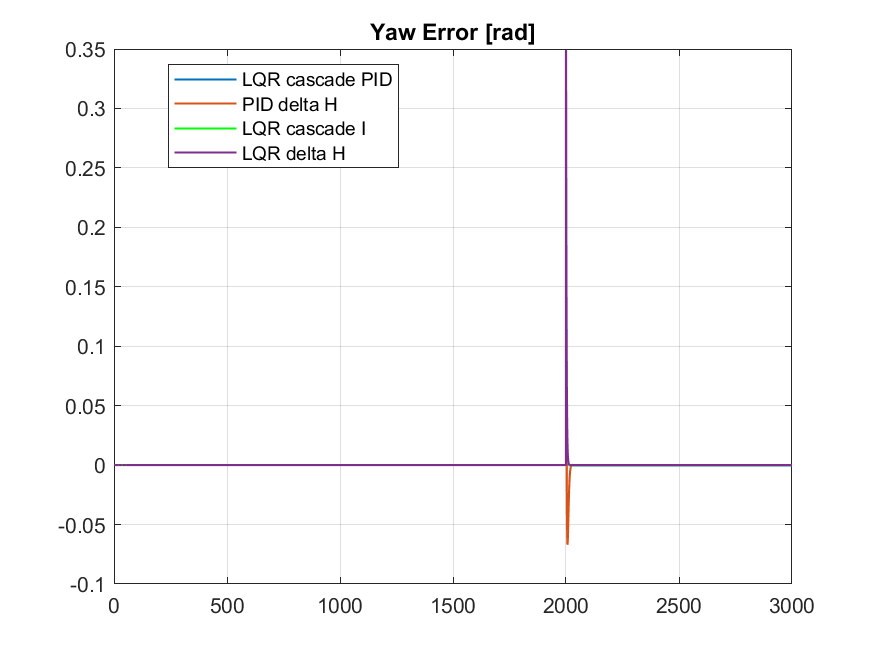 Yaw Error [rad]
0.35
0.3
0.25
0.2
0.15
0.1
0.05
0
-0.05
-0.1
LQR cascade PID
PID delta H
LQR cascade I
LQR delta H
0 500 1000 1500 2000 2500 3000